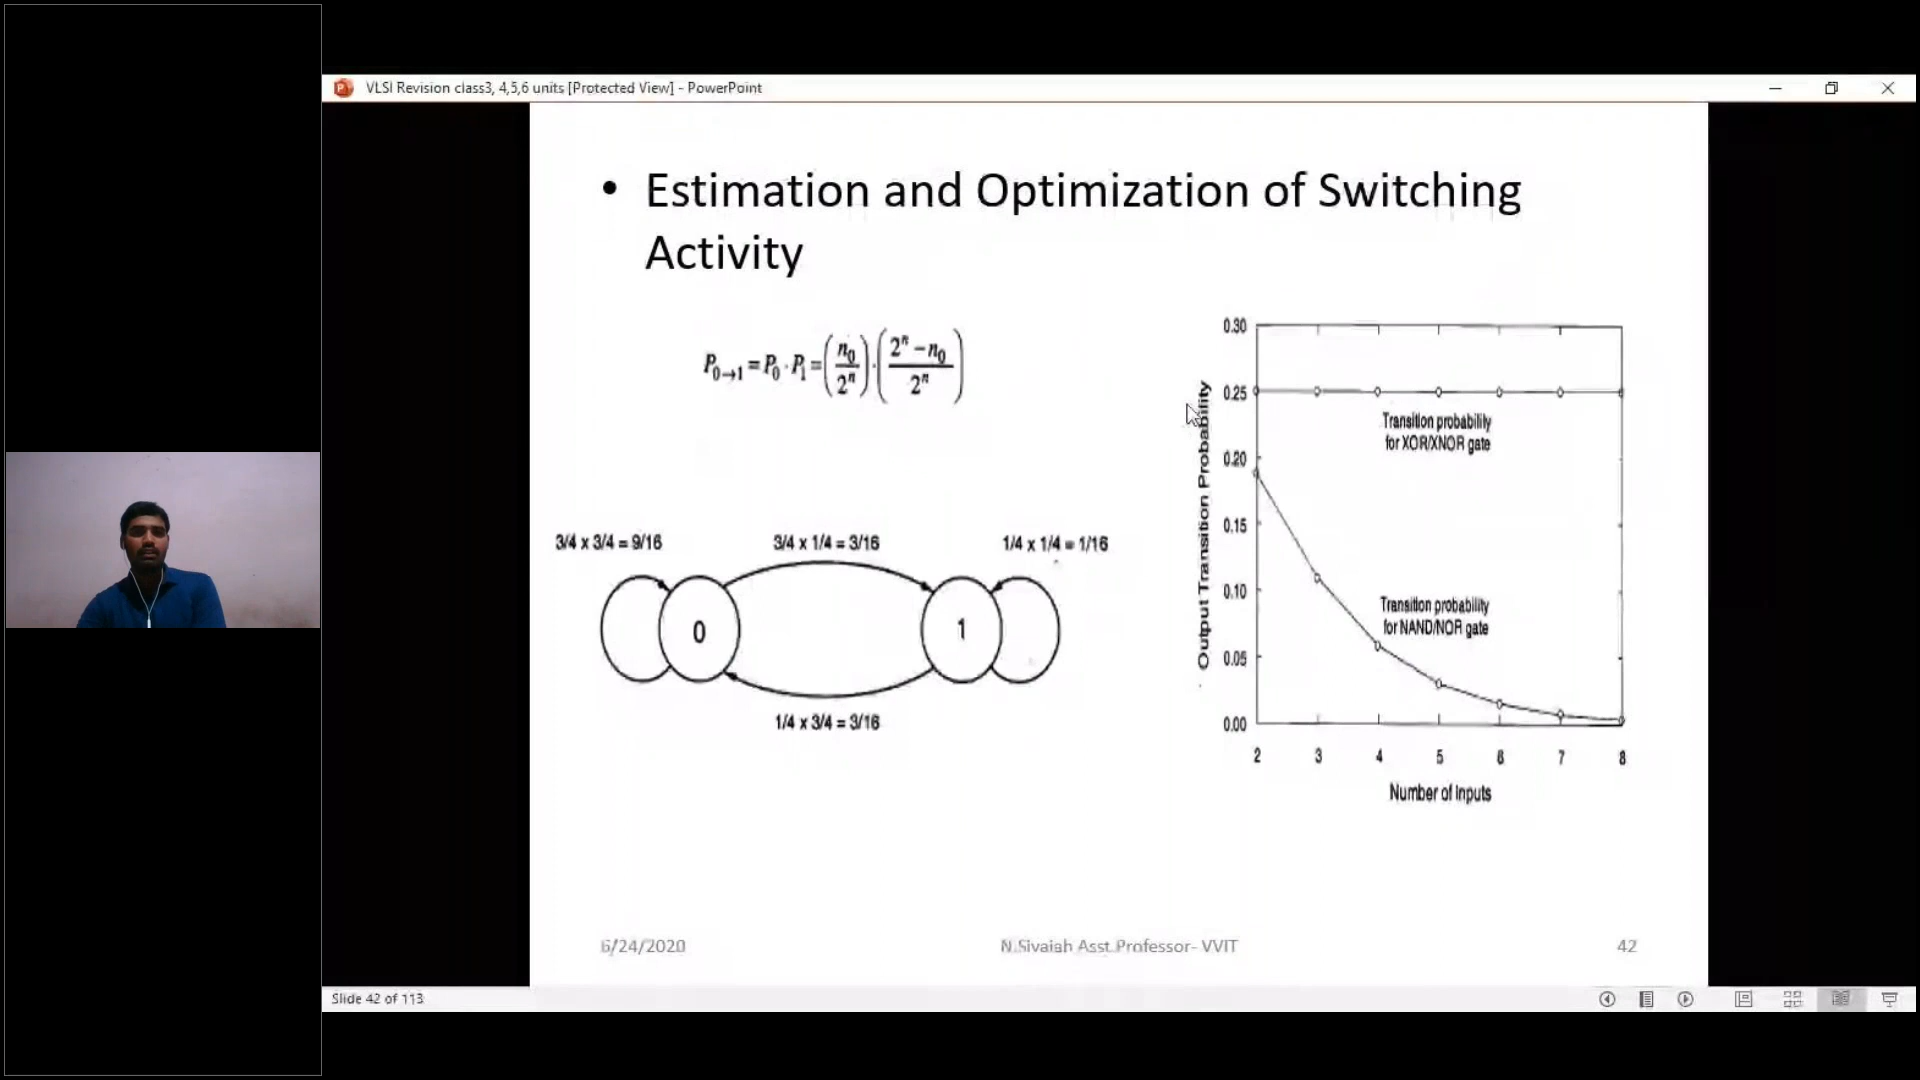 VLSI Revision class3, 4,5,6 units [Protected View] - PowerPoint
• Estimation and Optimization of Switching
Activity
P0→1 = P0 · P1 = (n0/2^n) · ((2^n − n0)/2^n)
3/4 x 3/4 = 9/16
3/4 x 1/4 = 3/16
1/4 x 1/4 = 1/16
0
1
1/4 x 3/4 = 3/16
Output Transition Probability
0.30
0.25
0.20
0.15
0.10
0.05
0.00
Transition probability
for XOR/XNOR gate
Transition probability
for NAND/NOR gate
2 3 4 5 6 7 8
Number of Inputs
6/24/2020
N.Sivaiah Asst.Professor- VVIT
42
Slide 42 of 113